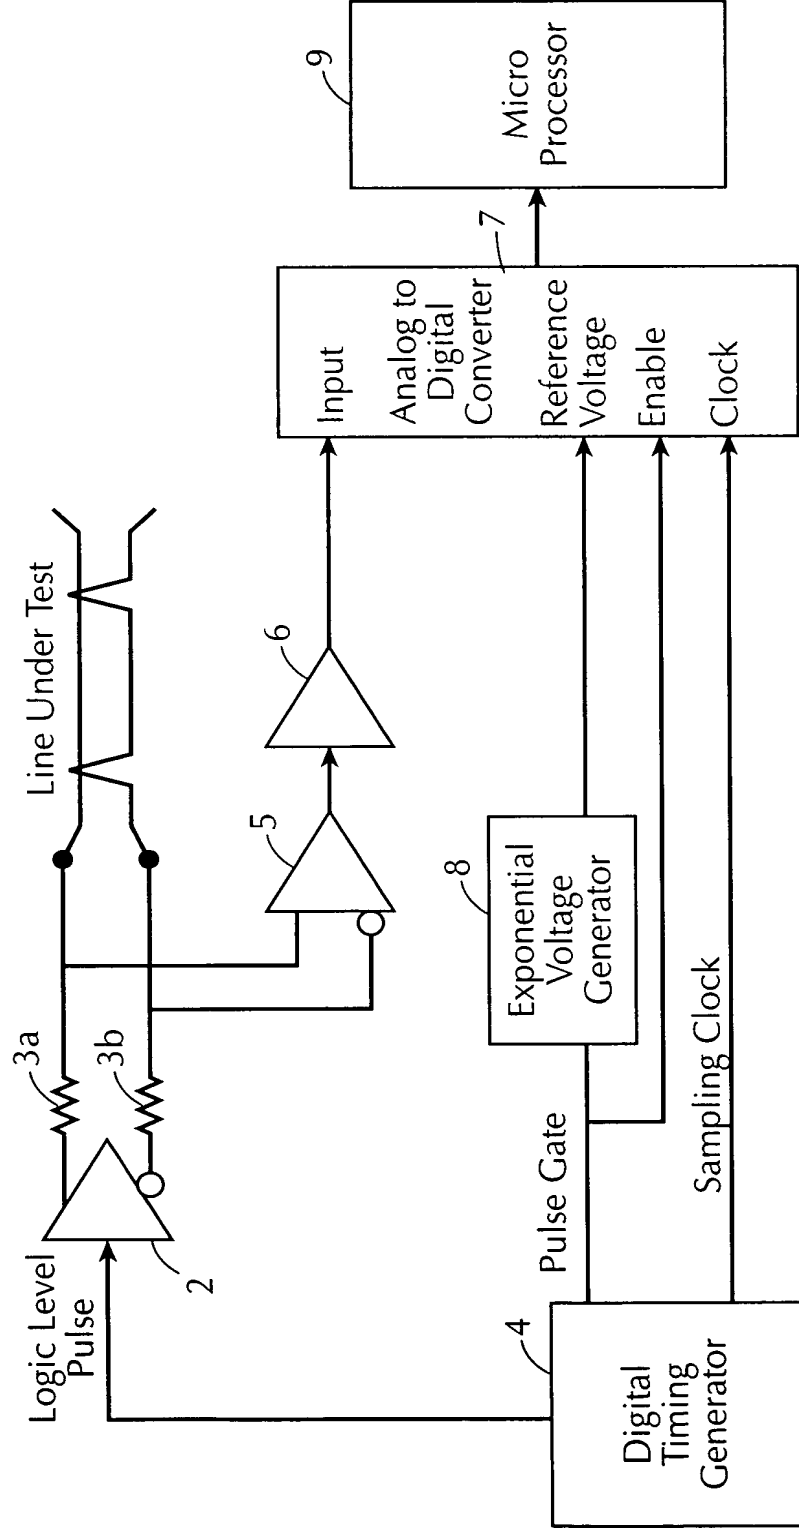 Line Under Test
Logic Level
Pulse
2
3a
3b
5
6
Input
Analog to
Digital
Converter
7
Reference
Voltage
Enable
Clock
9
Micro
Processor
8
Exponential
Voltage
Generator
Pulse Gate
Sampling Clock
4
Digital
Timing
Generator